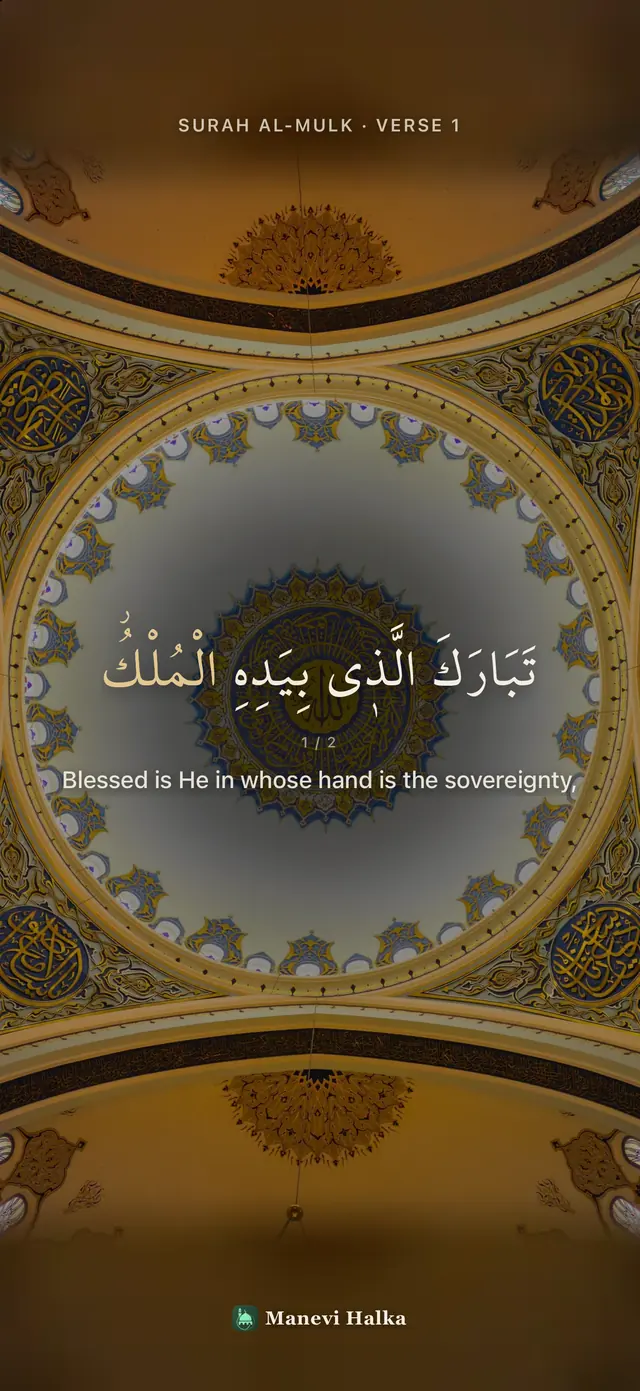 SURAH AL-MULK · VERSE 1
تَبَارَكَ الَّذٖى بِيَدِهِ الْمُلْكُ
1 / 2
Blessed is He in whose hand is the sovereignty,
Manevi Halka